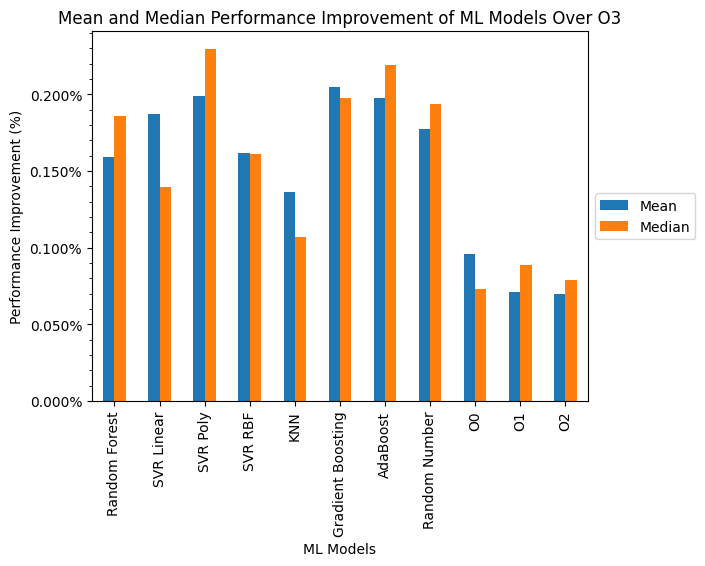 Mean and Median Performance Improvement of ML Models Over O3
Performance Improvement (%)
0.200%
0.150%
0.100%
0.050%
0.000%
Mean
Median
Random Forest
SVR Linear
SVR Poly
SVR RBF
KNN
Gradient Boosting
AdaBoost
Random Number
O0
O1
O2
ML Models